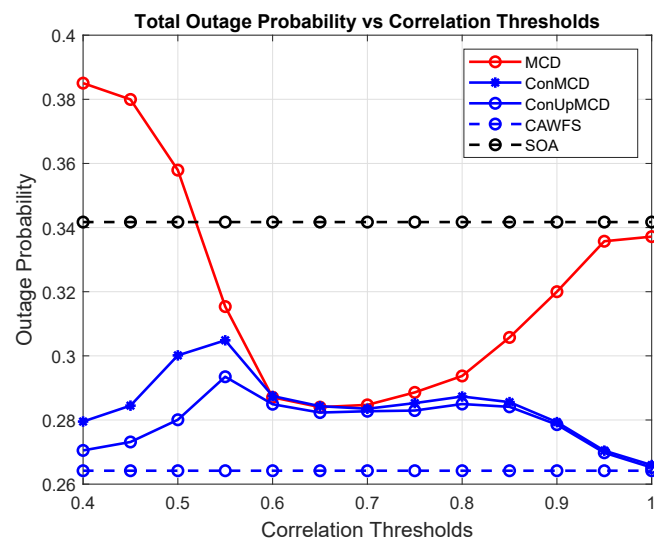 Total Outage Probability vs Correlation Thresholds
0.4
0.38
0.36
0.34
0.32
0.3
0.28
0.26
Outage Probability
MCD
ConMCD
ConUpMCD
CAWFS
SOA
0.4 0.5 0.6 0.7 0.8 0.9 1
Correlation Thresholds